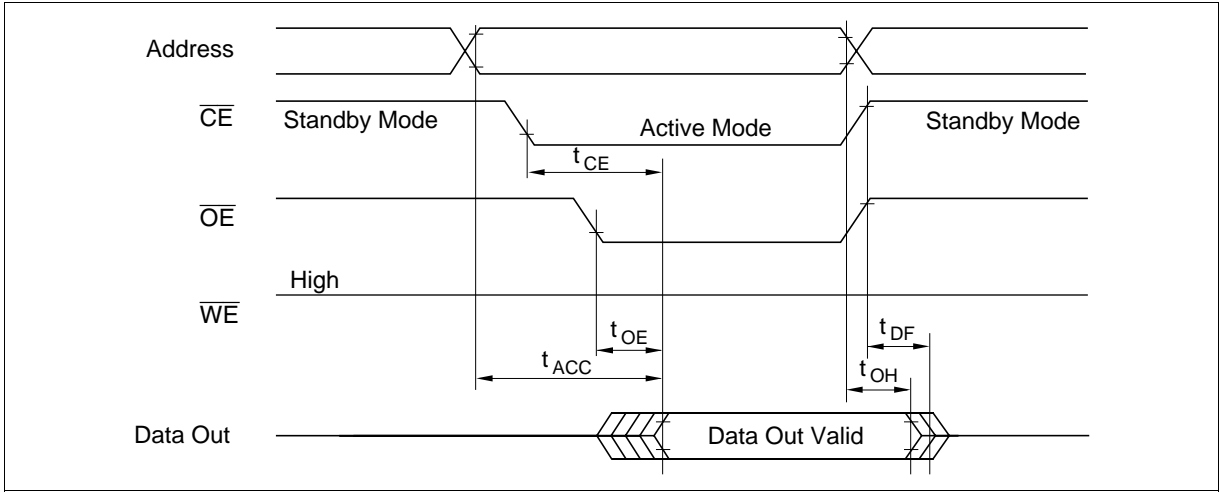 Address
CE
Standby Mode
Active Mode
Standby Mode
t CE
OE
High
WE
t OE
t DF
t ACC
t OH
Data Out
Data Out Valid